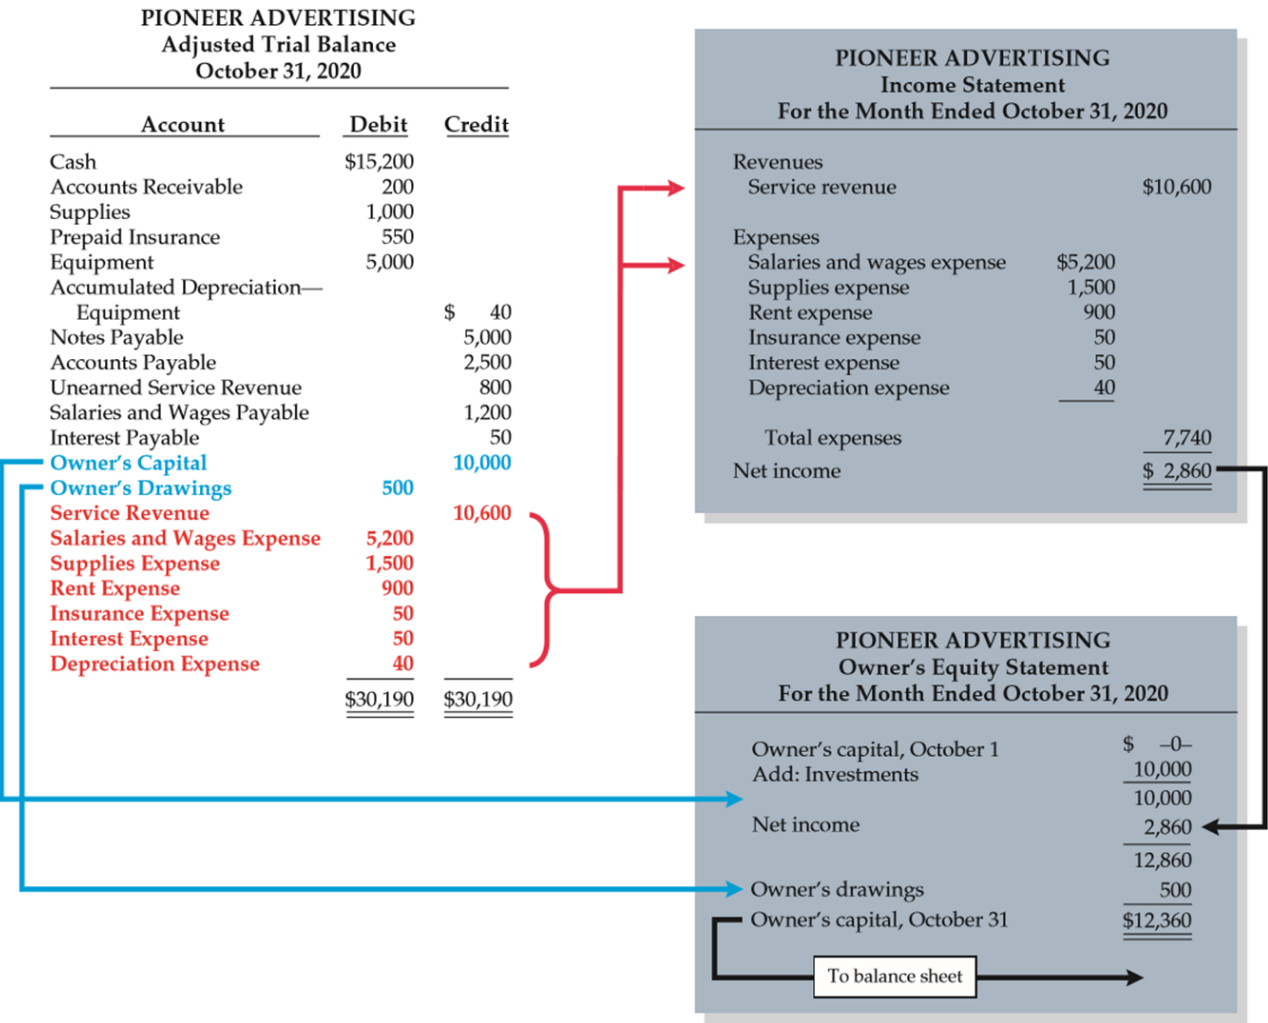 PIONEER ADVERTISING
Adjusted Trial Balance
October 31, 2020
Account Debit Credit
Cash $15,200
Accounts Receivable 200
Supplies 1,000
Prepaid Insurance 550
Equipment 5,000
Accumulated Depreciation—
Equipment $ 40
Notes Payable 5,000
Accounts Payable 2,500
Unearned Service Revenue 800
Salaries and Wages Payable 1,200
Interest Payable 50
Owner's Capital 10,000
Owner's Drawings 500
Service Revenue 10,600
Salaries and Wages Expense 5,200
Supplies Expense 1,500
Rent Expense 900
Insurance Expense 50
Interest Expense 50
Depreciation Expense 40
$30,190 $30,190
PIONEER ADVERTISING
Income Statement
For the Month Ended October 31, 2020
Revenues
Service revenue $10,600
Expenses
Salaries and wages expense $5,200
Supplies expense 1,500
Rent expense 900
Insurance expense 50
Interest expense 50
Depreciation expense 40
Total expenses 7,740
Net income $ 2,860
PIONEER ADVERTISING
Owner's Equity Statement
For the Month Ended October 31, 2020
Owner's capital, October 1 $ –0–
Add: Investments 10,000
10,000
Net income 2,860
12,860
Owner's drawings 500
Owner's capital, October 31 $12,360
To balance sheet